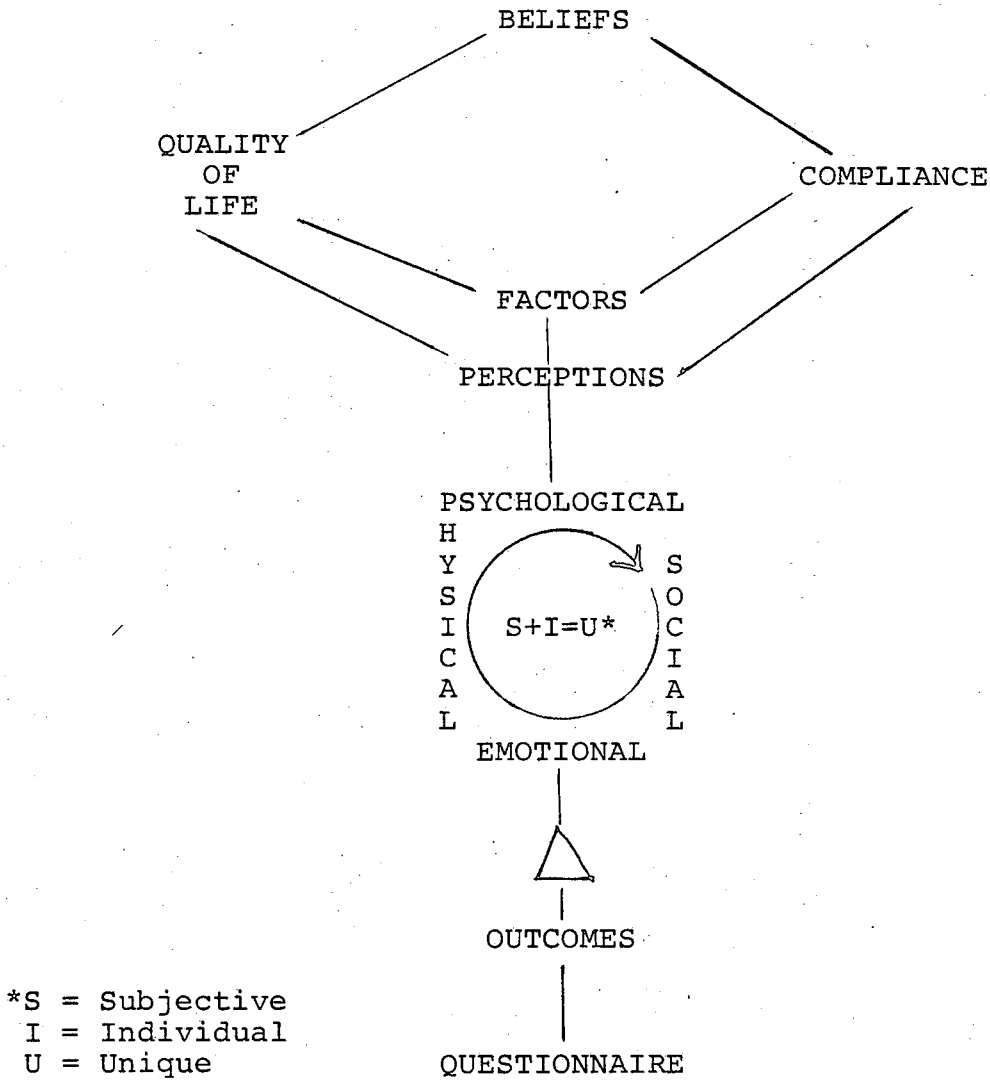 BELIEFS
QUALITY
OF
LIFE
COMPLIANCE
FACTORS
PERCEPTIONS
PSYCHOLOGICAL
PHYSICAL
SOCIAL
S+I=U*
EMOTIONAL
OUTCOMES
*S = Subjective
I = Individual
U = Unique
QUESTIONNAIRE